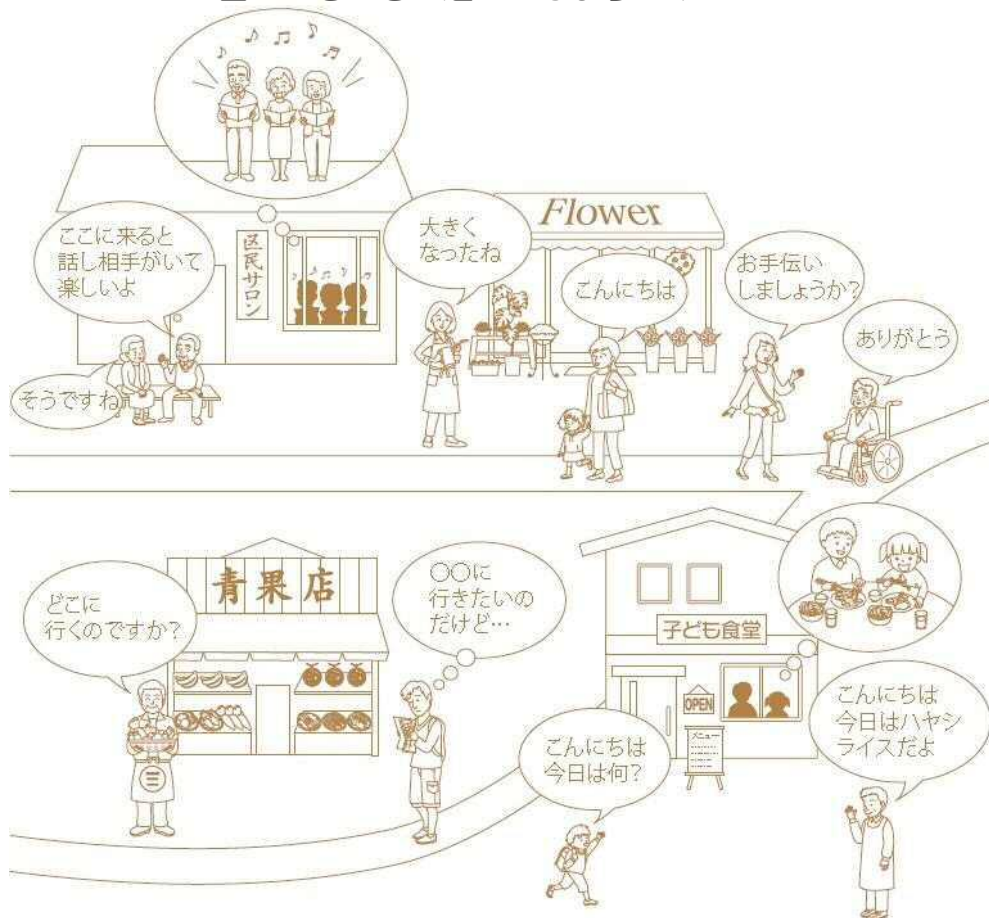 ここに来ると
話し相手がいて
楽しいよ
そうですね
区民サロン
大きく
なったね
Flower
こんにちは
お手伝い
しましょうか?
ありがとう
どこに
行くのですか?
青果店
〇〇に
行きたいの
だけど…
子ども食堂
OPEN
メニュー
こんにちは
今日は何?
こんにちは
今日はハヤシ
ライスだよ